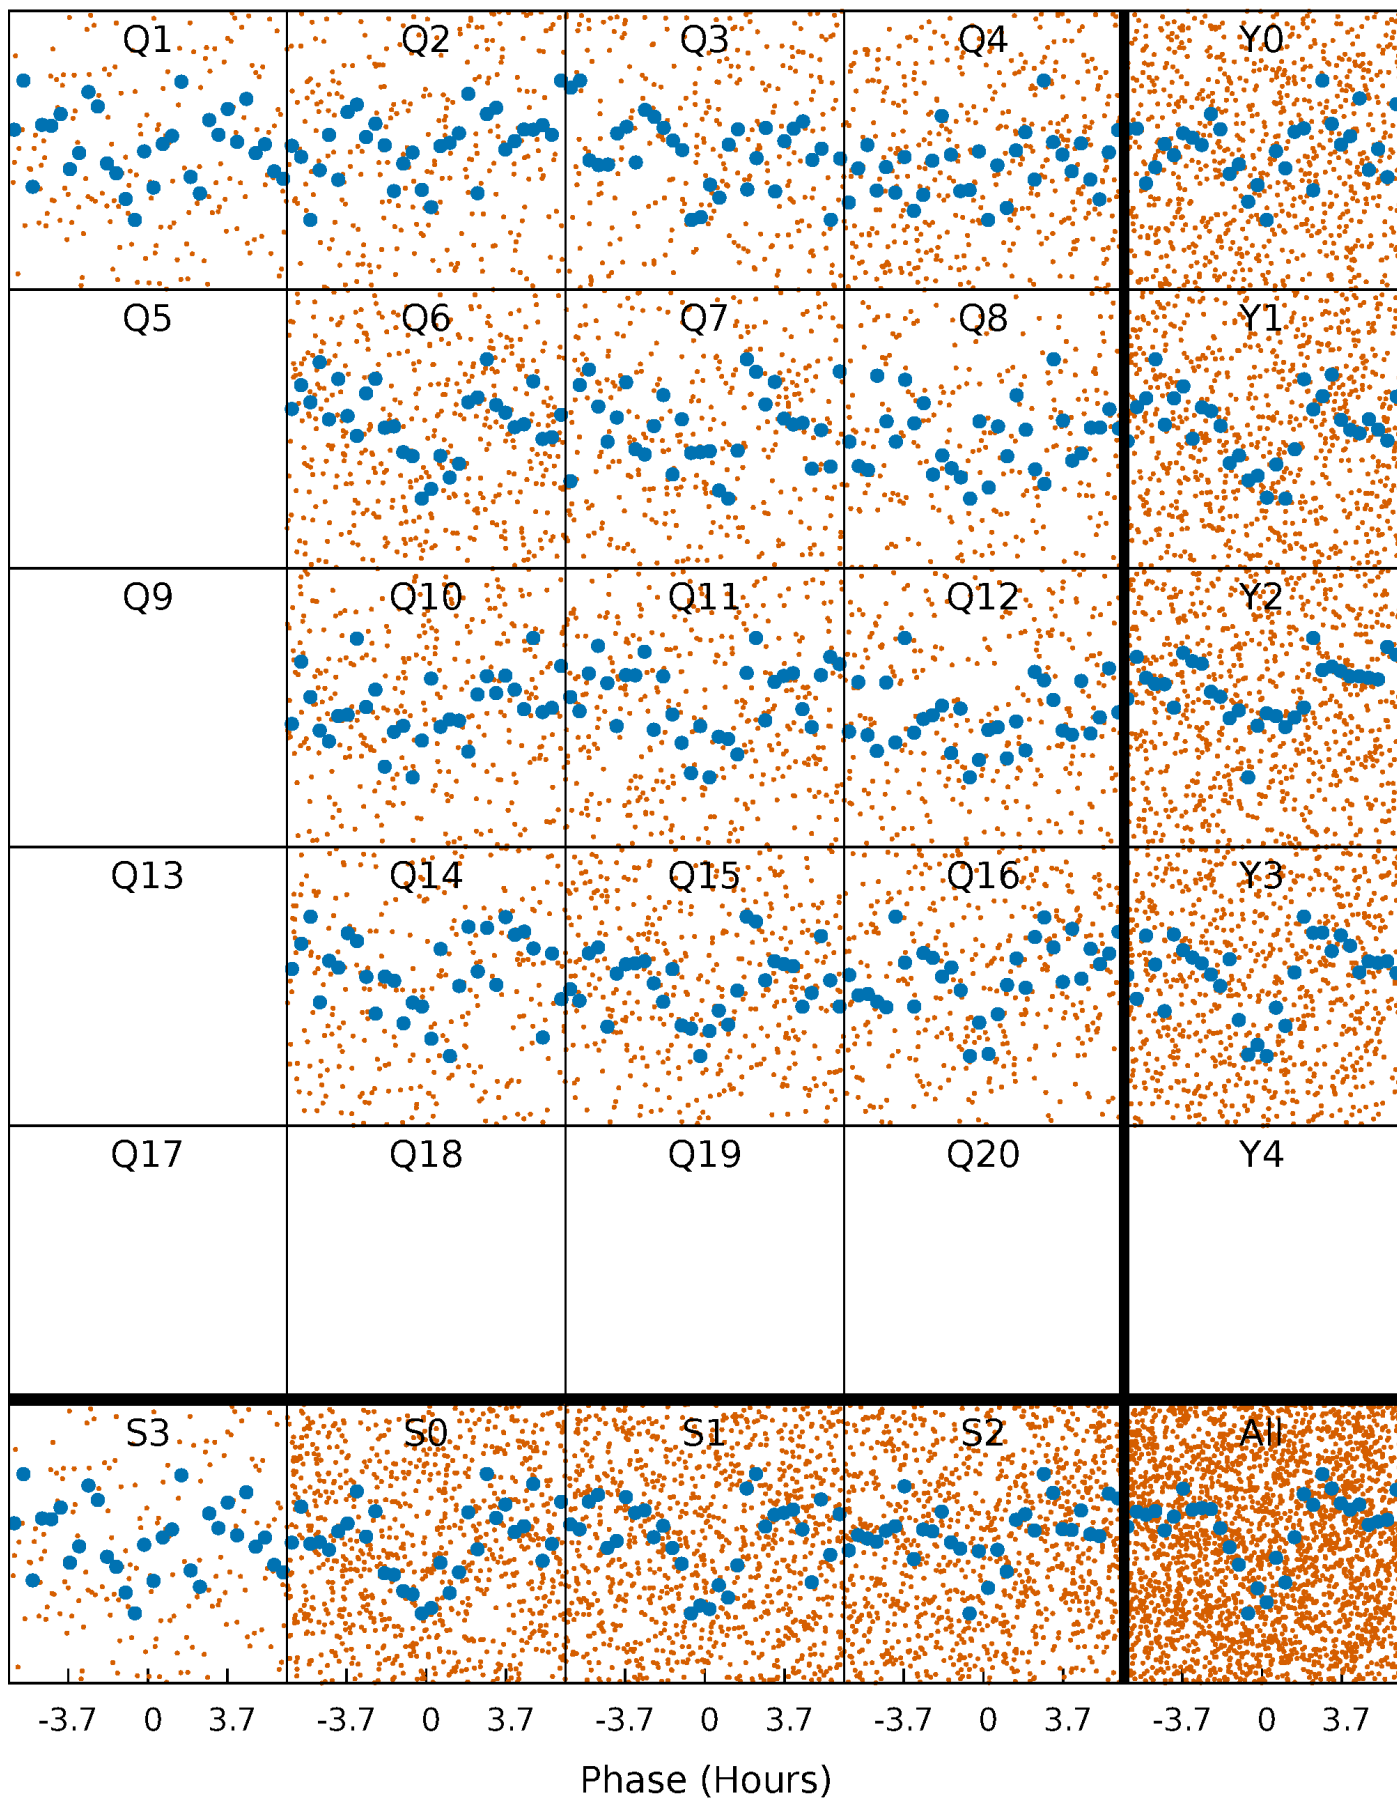 Q1 Q2 Q3 Q4 Y0
Q5 Q6 Q7 Q8 Y1
Q9 Q10 Q11 Q12 Y2
Q13 Q14 Q15 Q16 Y3
Q17 Q18 Q19 Q20 Y4
S3 S0 S1 S2 All
-3.7 0 3.7 -3.7 0 3.7 -3.7 0 3.7 -3.7 0 3.7 -3.7 0 3.7
Phase (Hours)